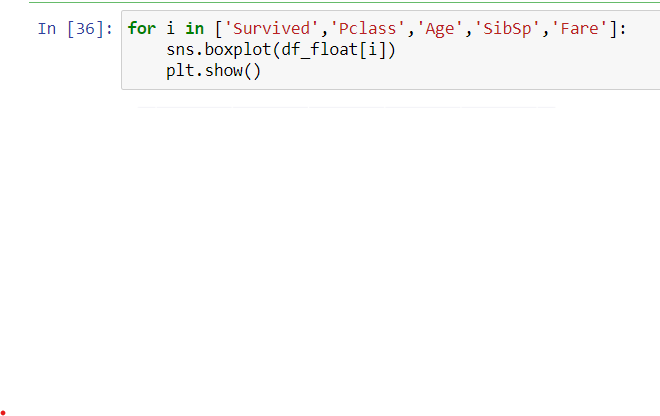 In [36]: for i in ['Survived','Pclass','Age','SibSp','Fare']:
    sns.boxplot(df_float[i])
    plt.show()